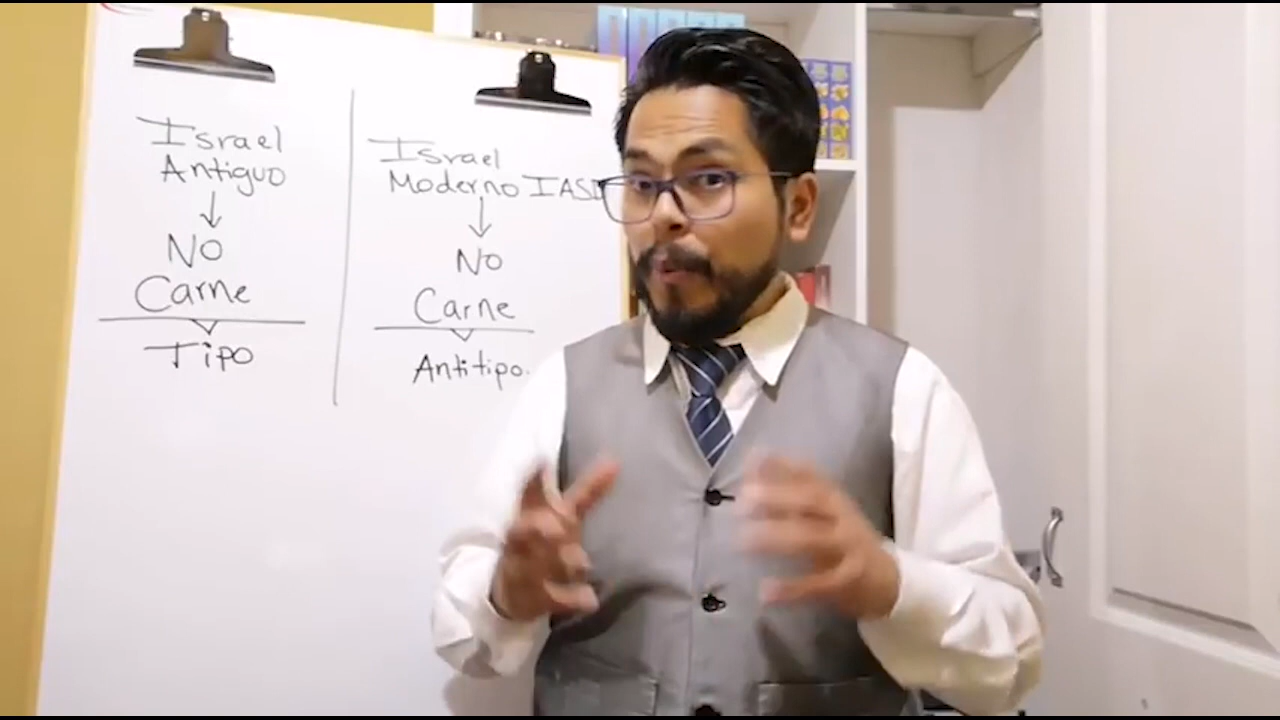 Israel
Antiguo
NO
Carne
Tipo
Israel
Moderno IASD
NO
Carne
Antitipo.